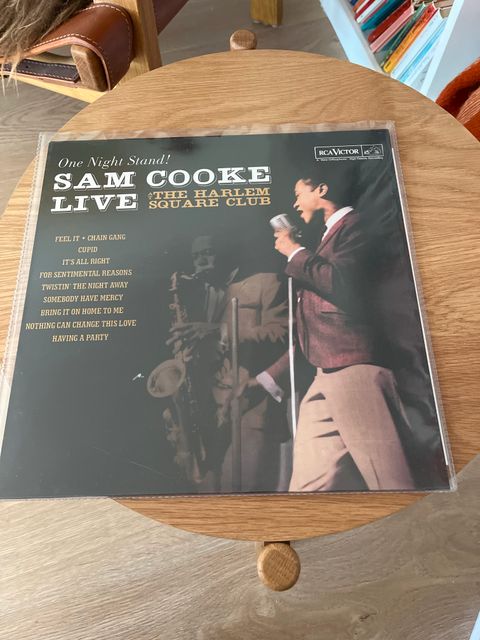 One Night Stand!
RCA VICTOR
SAM COOKE
LIVE AT THE HARLEM
SQUARE CLUB
FEEL IT • CHAIN GANG
CUPID
IT'S ALL RIGHT
FOR SENTIMENTAL REASONS
TWISTIN' THE NIGHT AWAY
SOMEBODY HAVE MERCY
BRING IT ON HOME TO ME
NOTHING CAN CHANGE THIS LOVE
HAVING A PARTY